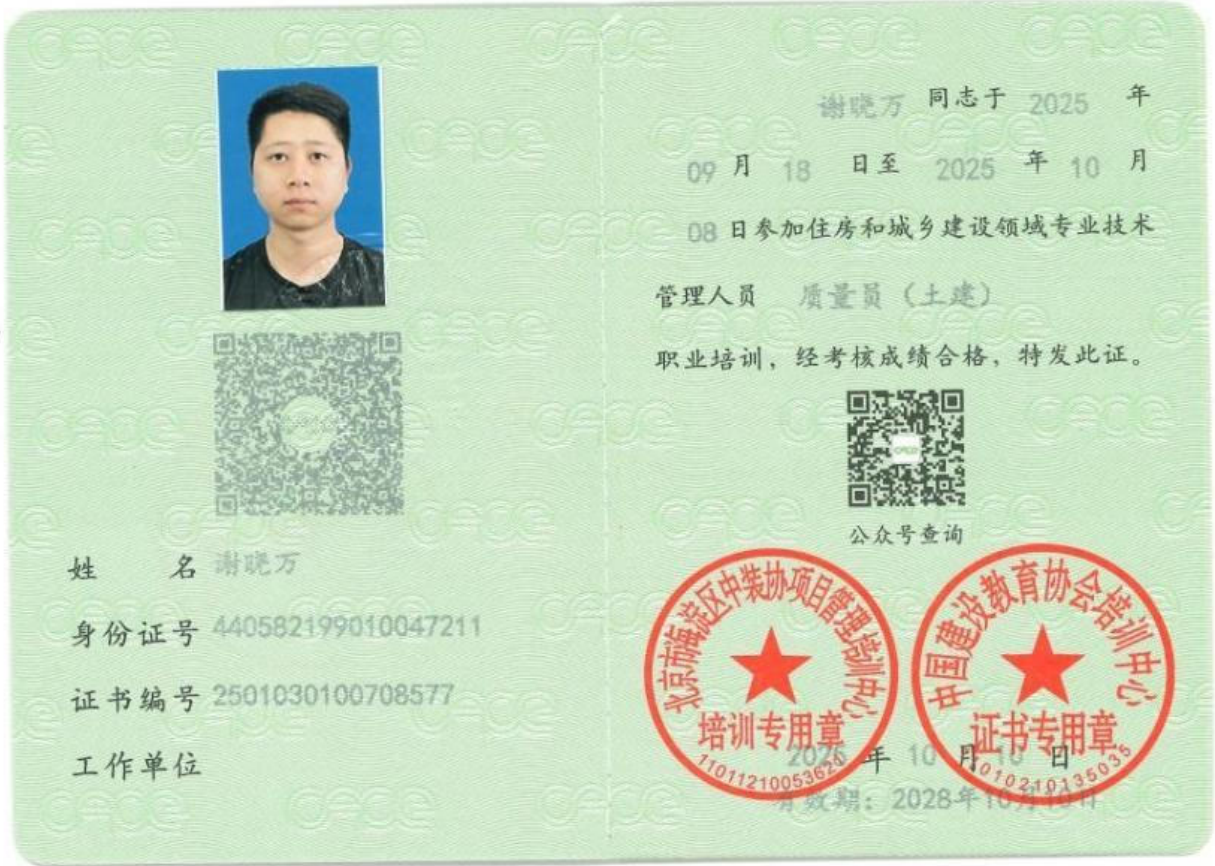 姓 名 谢晓万
身份证号 440582199010047211
证书编号 2501030100708577
工作单位
谢晓万 同志于 2025 年
09 月 18 日至 2025 年 10 月
08 日参加住房和城乡建设领域专业技术
管理人员 质量员（土建）
职业培训，经考核成绩合格，特发此证。
公众号查询
北京市海淀区中装协项目管理培训中心
培训专用章
中国建设教育协会培训中心
证书专用章
2025 年 10 月 10 日
有效期：2028年10月10日